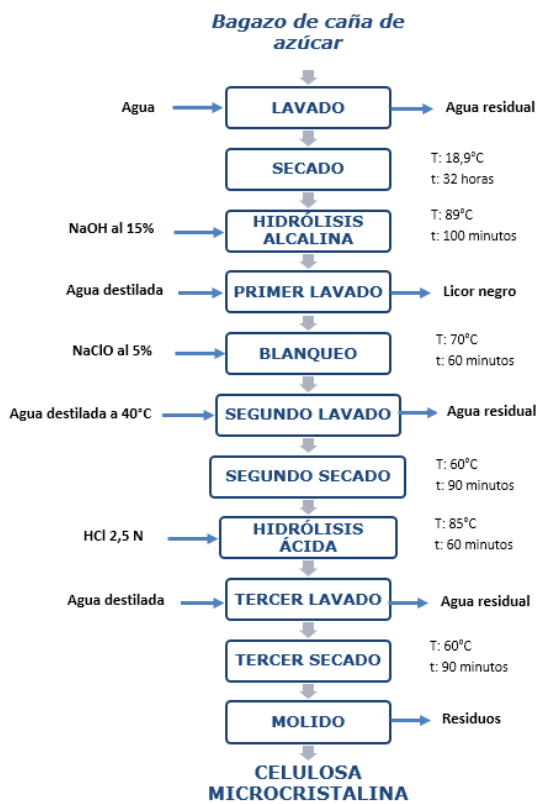 Bagazo de caña de
azúcar
Agua
LAVADO
Agua residual
SECADO
T: 18,9°C
t: 32 horas
NaOH al 15%
HIDRÓLISIS
ALCALINA
T: 89°C
t: 100 minutos
Agua destilada
PRIMER LAVADO
Licor negro
NaClO al 5%
BLANQUEO
T: 70°C
t: 60 minutos
Agua destilada a 40°C
SEGUNDO LAVADO
Agua residual
SEGUNDO SECADO
T: 60°C
t: 90 minutos
HCl 2,5 N
HIDRÓLISIS
ÁCIDA
T: 85°C
t: 60 minutos
Agua destilada
TERCER LAVADO
Agua residual
TERCER SECADO
T: 60°C
t: 90 minutos
MOLIDO
Residuos
CELULOSA
MICROCRISTALINA